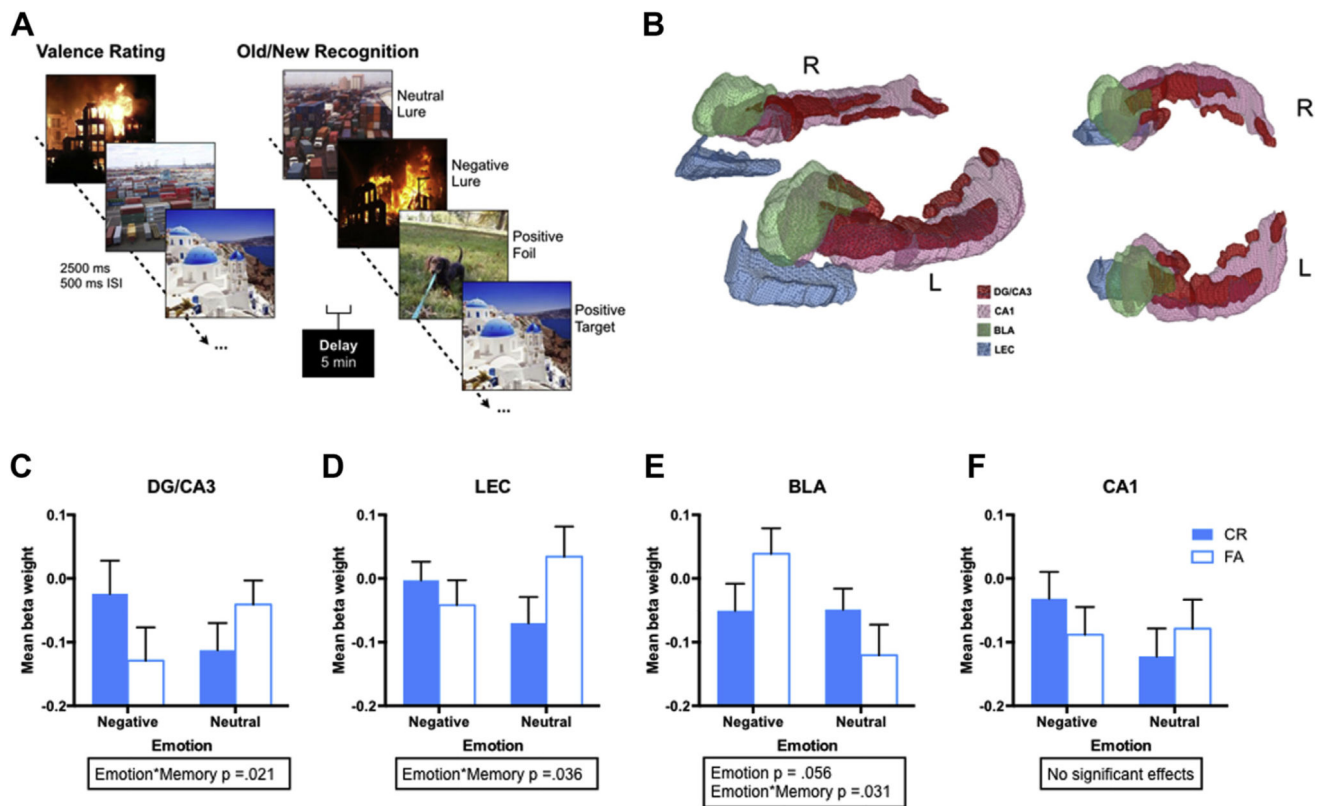 A
Valence Rating
Old/New Recognition
Neutral
Lure
Negative
Lure
Positive
Foil
Positive
Target
2500 ms
500 ms ISI
...
Delay
5 min
...
B
R
L
R
L
DG/CA3
CA1
BLA
LEC
C
DG/CA3
Mean beta weight
0.1
0.0
-0.1
-0.2
Negative
Neutral
Emotion
Emotion*Memory p =.021
D
LEC
Mean beta weight
0.1
0.0
-0.1
-0.2
Negative
Neutral
Emotion
Emotion*Memory p =.036
E
BLA
Mean beta weight
0.1
0.0
-0.1
-0.2
Negative
Neutral
Emotion
Emotion p = .056
Emotion*Memory p =.031
F
CA1
Mean beta weight
0.1
0.0
-0.1
-0.2
Negative
Neutral
Emotion
CR
FA
No significant effects